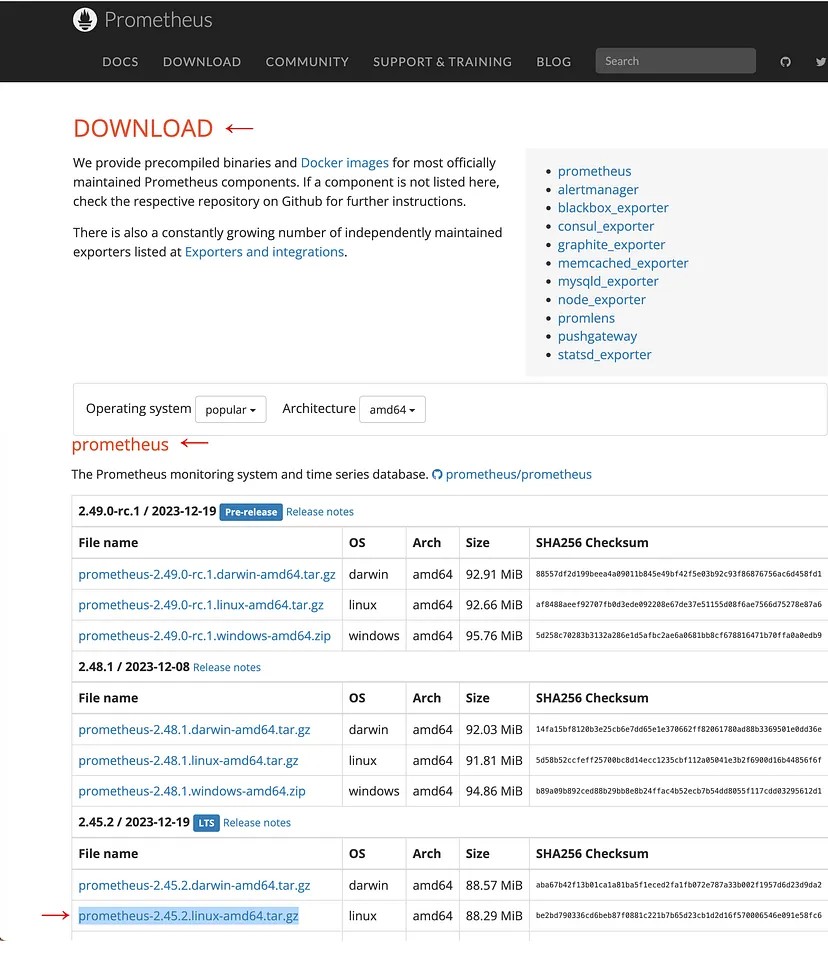 Prometheus
DOCS DOWNLOAD COMMUNITY SUPPORT & TRAINING BLOG Search
DOWNLOAD
We provide precompiled binaries and Docker images for most officially
maintained Prometheus components. If a component is not listed here,
check the respective repository on Github for further instructions.
There is also a constantly growing number of independently maintained
exporters listed at Exporters and integrations.
prometheus
alertmanager
blackbox_exporter
consul_exporter
graphite_exporter
memcached_exporter
mysqld_exporter
node_exporter
promlens
pushgateway
statsd_exporter
Operating system popular Architecture amd64
prometheus
The Prometheus monitoring system and time series database. prometheus/prometheus
2.49.0-rc.1 / 2023-12-19 Pre-release Release notes
File name OS Arch Size SHA256 Checksum
prometheus-2.49.0-rc.1.darwin-amd64.tar.gz darwin amd64 92.91 MiB 88557df2d199beea4a09011b845e49bf42f5e03b92c93f86876756ac6d458fd1
prometheus-2.49.0-rc.1.linux-amd64.tar.gz linux amd64 92.66 MiB af8488aeef92707fb0d3ede092208e67de37e51155d08f6ae7566d75278e87a6
prometheus-2.49.0-rc.1.windows-amd64.zip windows amd64 95.76 MiB 5d258c70283b3132a286e1d5afbc2ae6a0681bb8cf678816471b70ffa0a0edb9
2.48.1 / 2023-12-08 Release notes
File name OS Arch Size SHA256 Checksum
prometheus-2.48.1.darwin-amd64.tar.gz darwin amd64 92.03 MiB 14fa15bf8120b3e25cb6e7dd65e1e370662ff82061780ad88b3369501e0dd36e
prometheus-2.48.1.linux-amd64.tar.gz linux amd64 91.81 MiB 5d58b52ccfeff25700bc8d14ecc1235cbf112a05041e3b2f6900d16b44856f6f
prometheus-2.48.1.windows-amd64.zip windows amd64 94.86 MiB b89a09b892ced88b29bb8e8b24ffac4b52ecb7b54dd8055f117cdd03295612d1
2.45.2 / 2023-12-19 LTS Release notes
File name OS Arch Size SHA256 Checksum
prometheus-2.45.2.darwin-amd64.tar.gz darwin amd64 88.57 MiB aba67b42f13b01ca1a81ba5f1eced2fa1fb072e787a33b002f1957d6d23d9da2
prometheus-2.45.2.linux-amd64.tar.gz linux amd64 88.29 MiB be2bd790336cd6beb87f0881c221b7b65d23cb1d2d16f570006546e091e58fc6